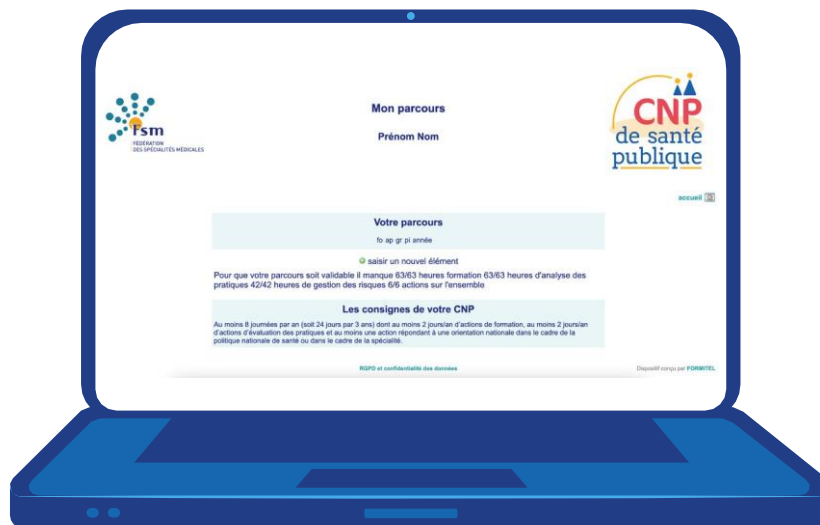 Fsm
FÉDÉRATION
DES SPÉCIALITÉS MÉDICALES
Mon parcours
Prénom Nom
CNP
de santé
publique
accueil
Votre parcours
fo ap gr pi année
saisir un nouvel élément
Pour que votre parcours soit validable il manque 63/63 heures formation 63/63 heures d'analyse des
pratiques 42/42 heures de gestion des risques 6/6 actions sur l'ensemble
Les consignes de votre CNP
Au moins 8 journées par an (soit 24 jours par 3 ans) dont au moins 2 jours/an d'actions de formation, au moins 2 jours/an
d'actions d'évaluation des pratiques et au moins une action répondant à une orientation nationale dans le cadre de la
politique nationale de santé ou dans le cadre de la spécialité.
RGPD et confidentialité des données
Dispositif conçu par FORMITEL